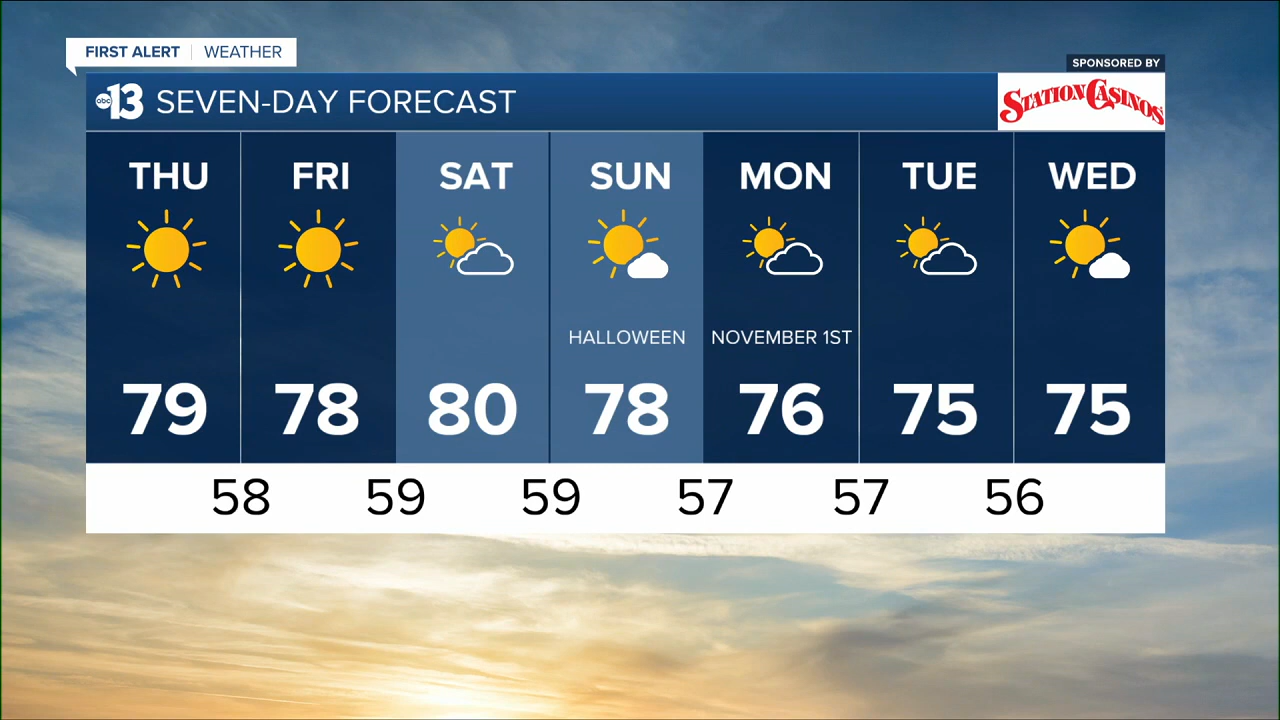 FIRST ALERT | WEATHER
SPONSORED BY
abc 13 SEVEN-DAY FORECAST
STATION CASINOS
THU FRI SAT SUN MON TUE WED
HALLOWEEN NOVEMBER 1ST
79 78 80 78 76 75 75
58 59 59 57 57 56